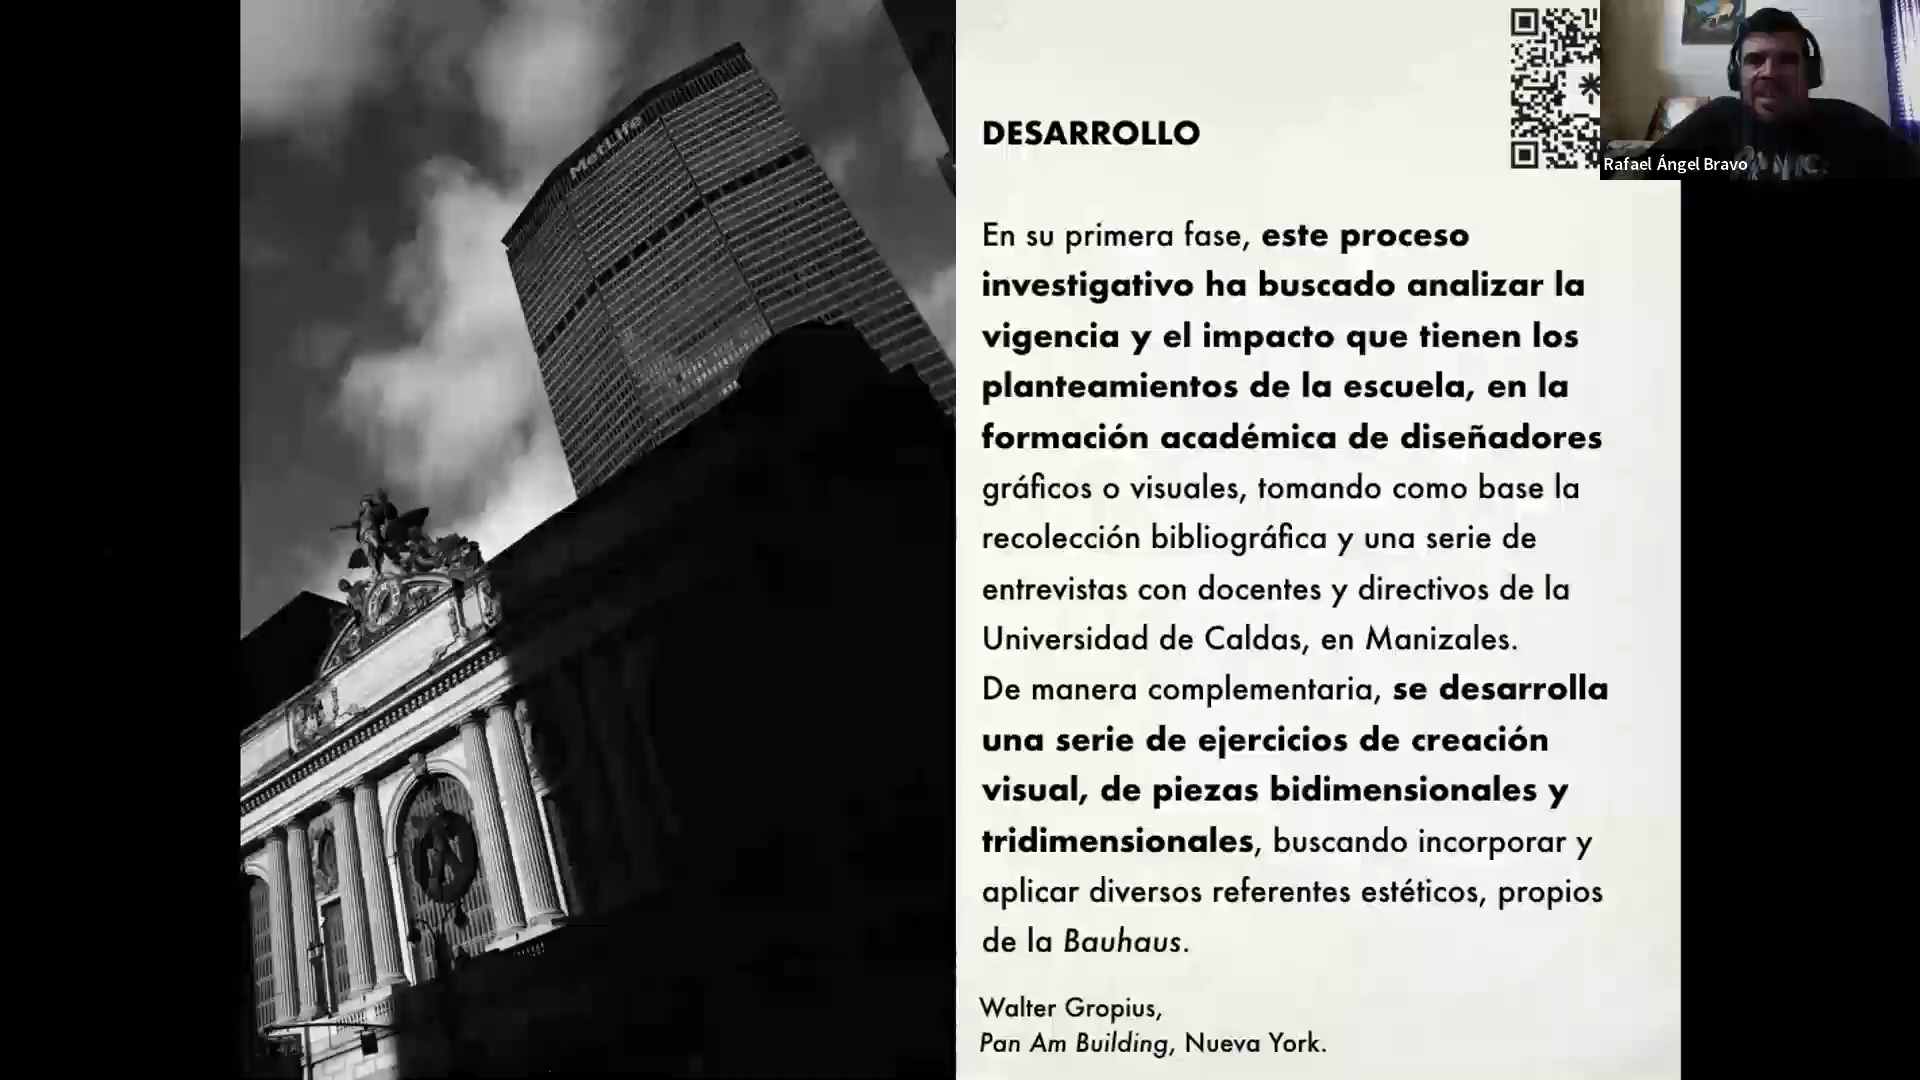 MetLife
DESARROLLO
En su primera fase, este proceso
investigativo ha buscado analizar la
vigencia y el impacto que tienen los
planteamientos de la escuela, en la
formación académica de diseñadores
gráficos o visuales, tomando como base la
recolección bibliográfica y una serie de
entrevistas con docentes y directivos de la
Universidad de Caldas, en Manizales.
De manera complementaria, se desarrolla
una serie de ejercicios de creación
visual, de piezas bidimensionales y
tridimensionales, buscando incorporar y
aplicar diversos referentes estéticos, propios
de la Bauhaus.
Walter Gropius,
Pan Am Building, Nueva York.
Rafael Ángel Bravo